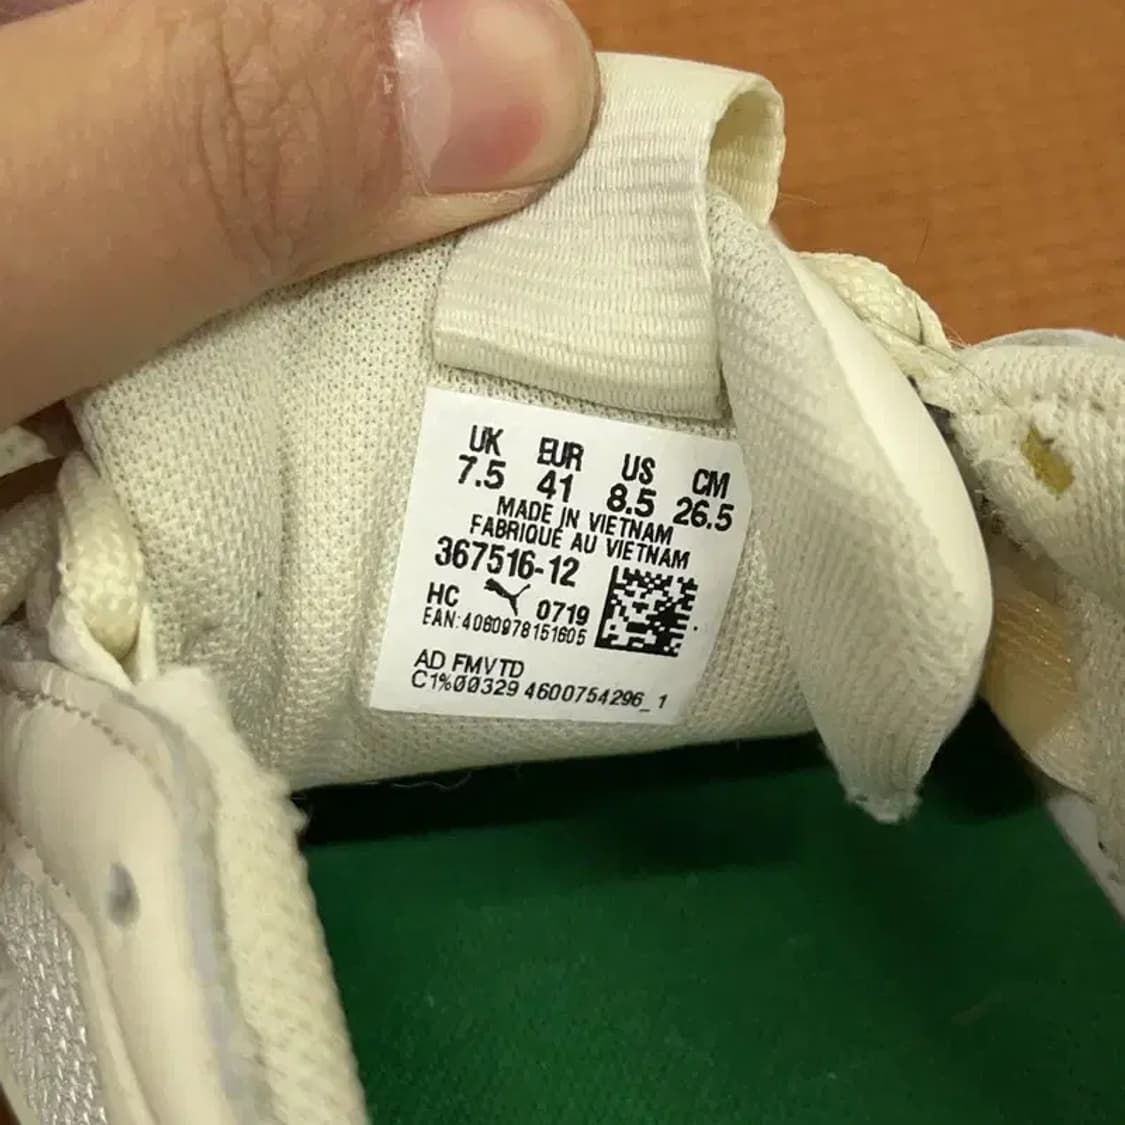 UK EUR US CM
7.5 41 8.5 26.5
MADE IN VIETNAM
FABRIQUÉ AU VIETNAM
367516-12
HC 0719
EAN:4060978151605
AD FMVTD
C1%00329 4600754296_1